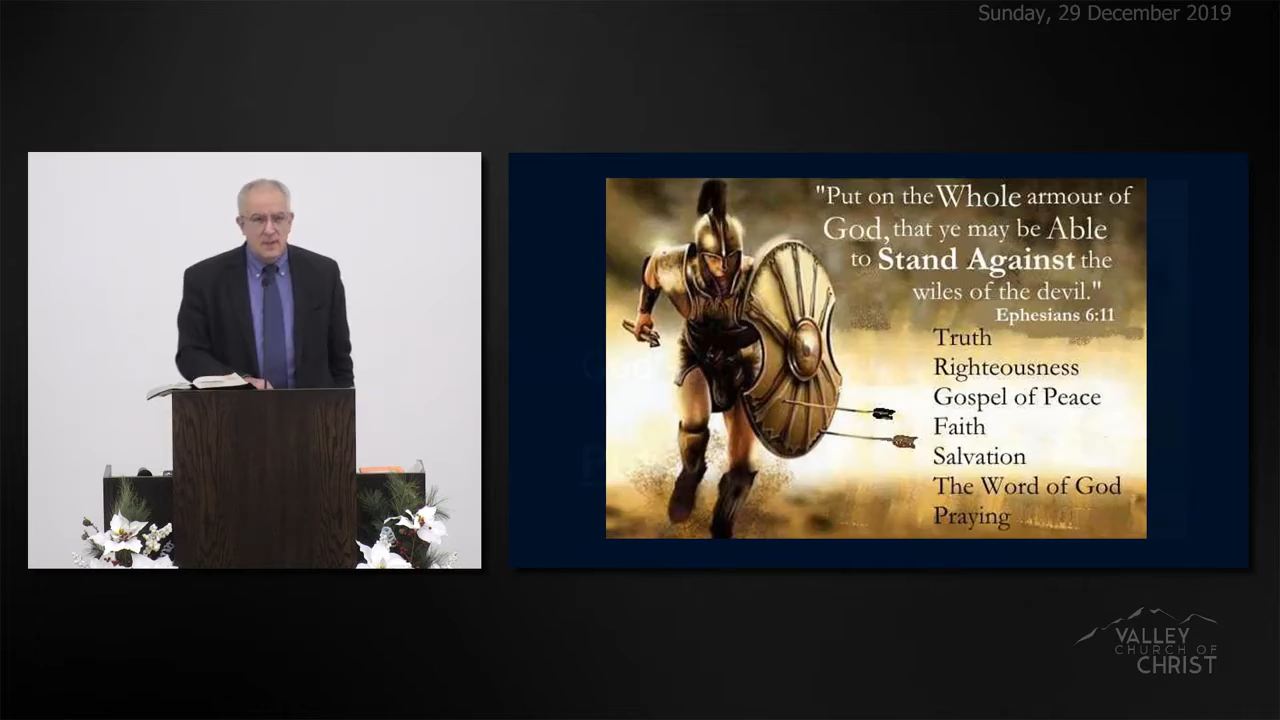 Sunday, 29 December 2019
"Put on the Whole armour of
God, that ye may be Able
to Stand Against the
wiles of the devil."
Ephesians 6:11
Truth
Righteousness
Gospel of Peace
Faith
Salvation
The Word of God
Praying
VALLEY
CHURCH OF
CHRIST